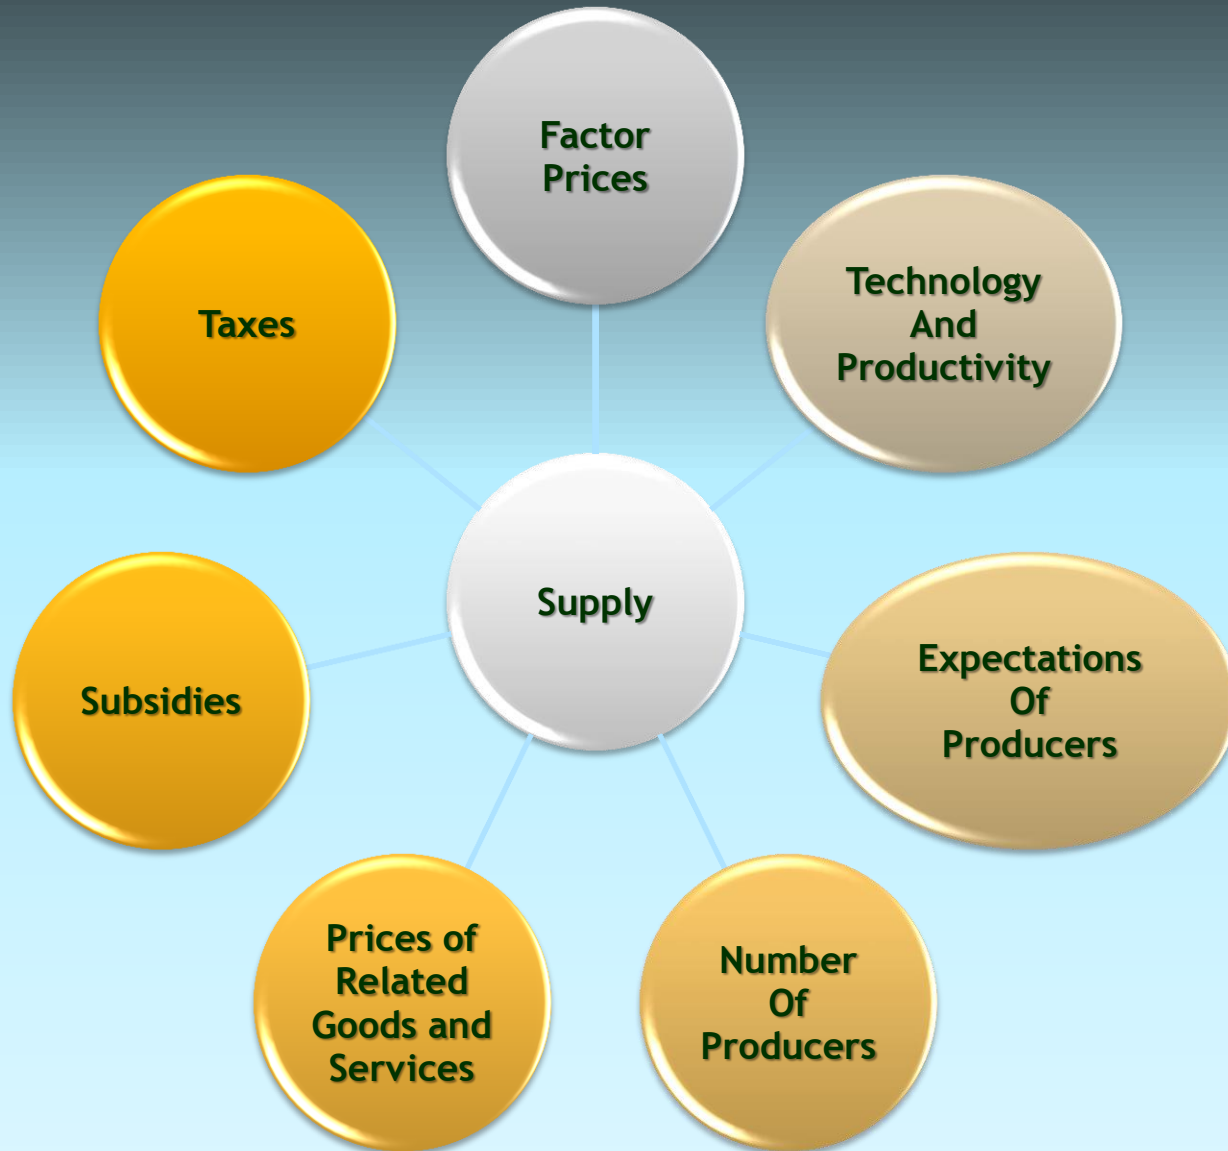 Factor
Prices
Technology
And
Productivity
Expectations
Of
Producers
Number
Of
Producers
Prices of
Related
Goods and
Services
Subsidies
Taxes
Supply